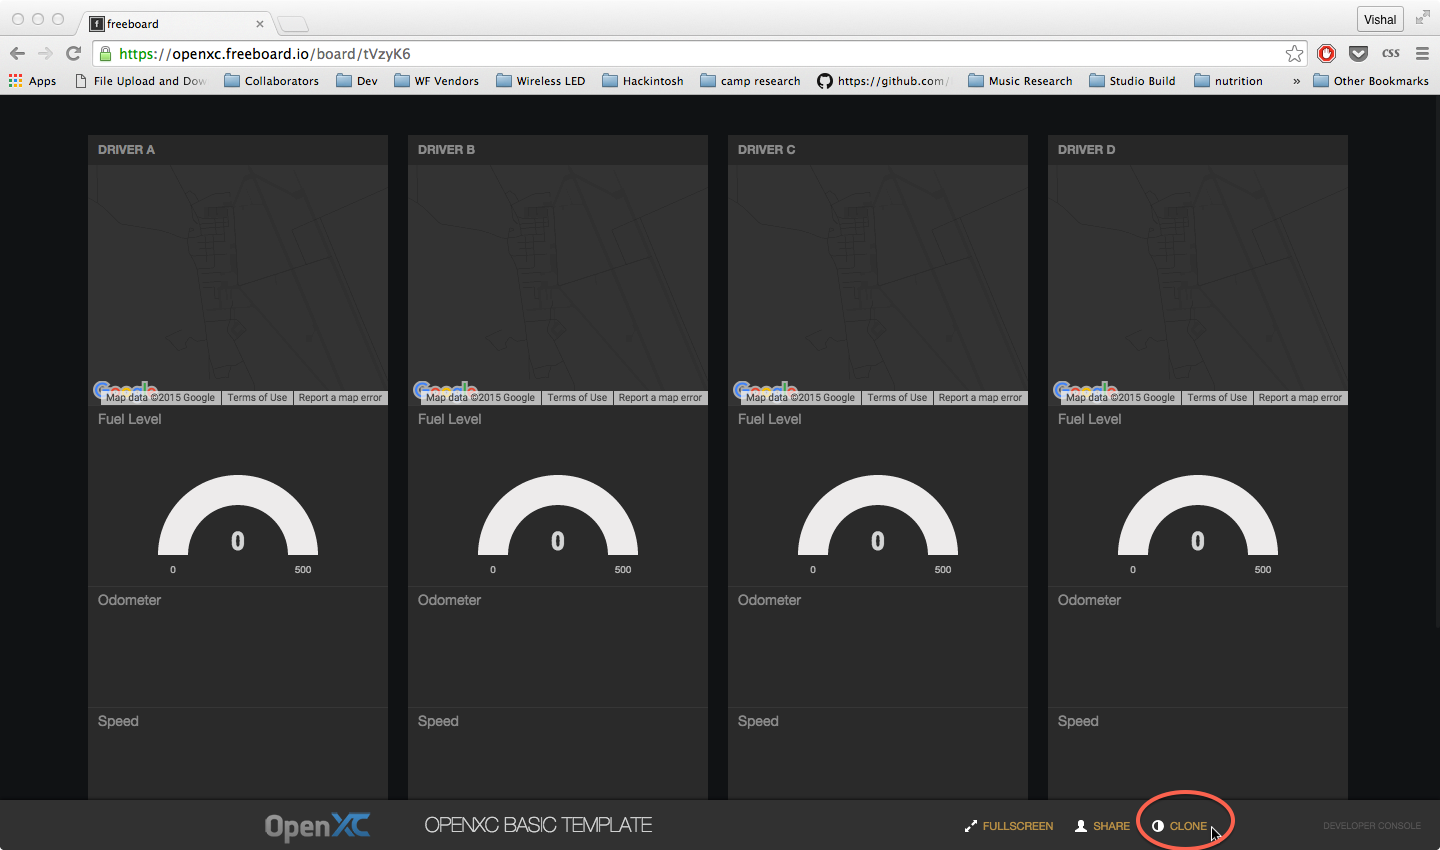 freeboard
Vishal
https://openxc.freeboard.io/board/tVzyK6
css
Apps
File Upload and Dow
Collaborators
Dev
WF Vendors
Wireless LED
Hackintosh
camp research
https://github.com/
Music Research
Studio Build
nutrition
»
Other Bookmarks
DRIVER A
DRIVER B
DRIVER C
DRIVER D
Google
Map data ©2015 Google
Terms of Use
Report a map error
Google
Map data ©2015 Google
Terms of Use
Report a map error
Google
Map data ©2015 Google
Terms of Use
Report a map error
Google
Map data ©2015 Google
Terms of Use
Report a map error
Fuel Level
Fuel Level
Fuel Level
Fuel Level
0
0
0
0
0
500
0
500
0
500
0
500
Odometer
Odometer
Odometer
Odometer
Speed
Speed
Speed
Speed
OpenXC
OPENXC BASIC TEMPLATE
FULLSCREEN
SHARE
CLONE
DEVELOPER CONSOLE